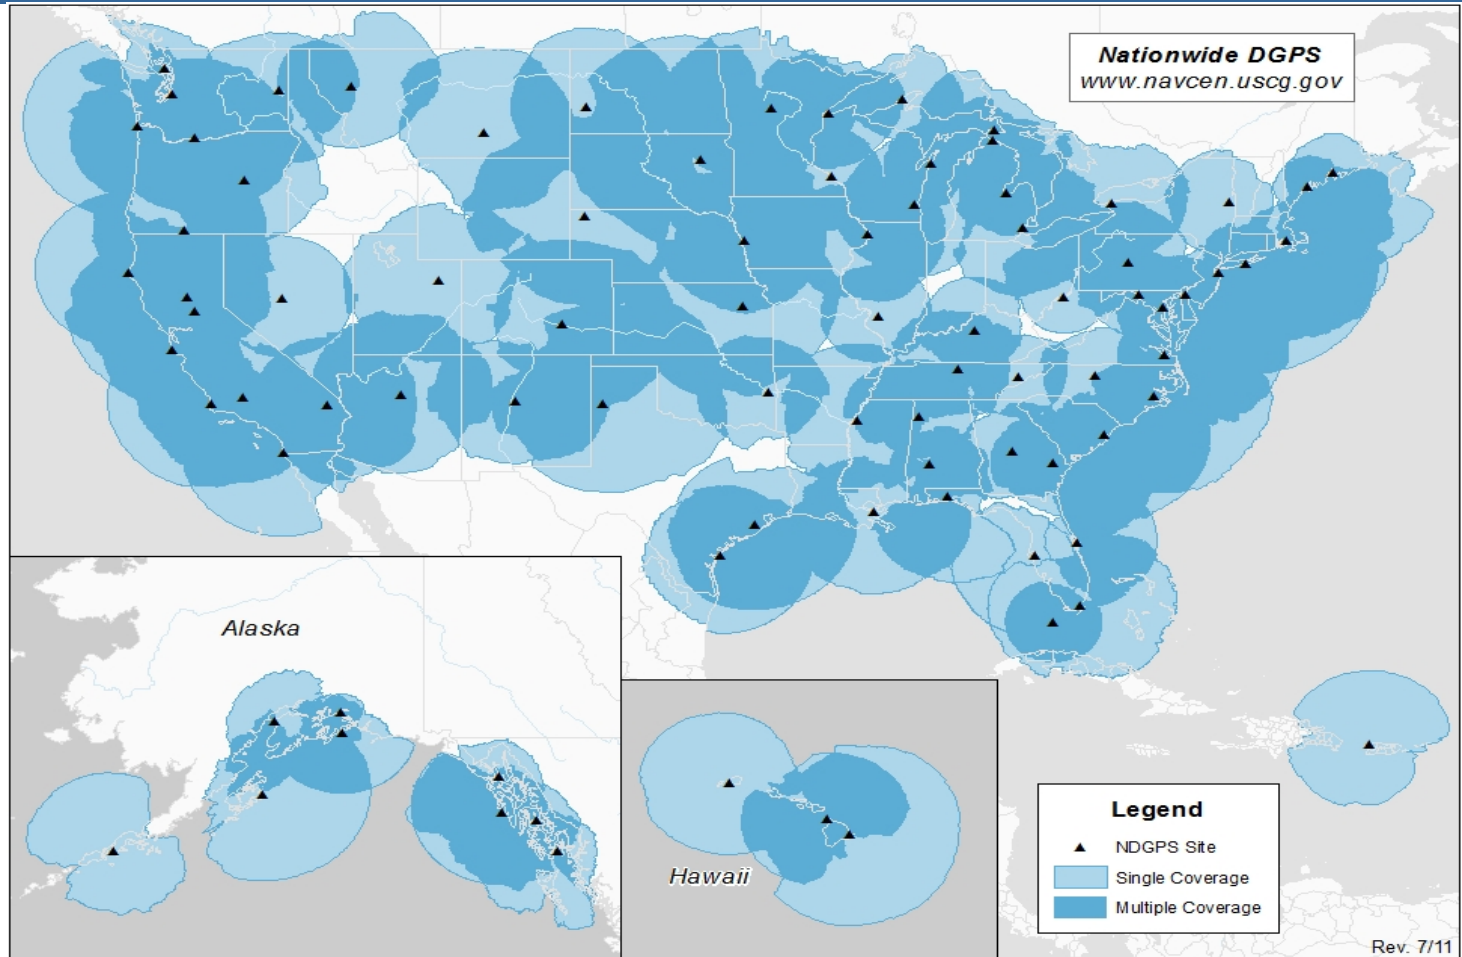 Nationwide DGPS
www.navcen.uscg.gov
Alaska
Hawaii
Legend
NDGPS Site
Single Coverage
Multiple Coverage
Rev. 7/11